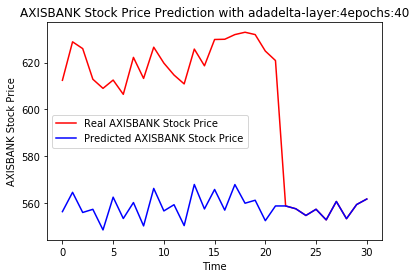 AXISBANK Stock Price Prediction with adadelta-layer:4epochs:40
AXISBANK Stock Price
620
600
580
560
Real AXISBANK Stock Price
Predicted AXISBANK Stock Price
0 5 10 15 20 25 30
Time